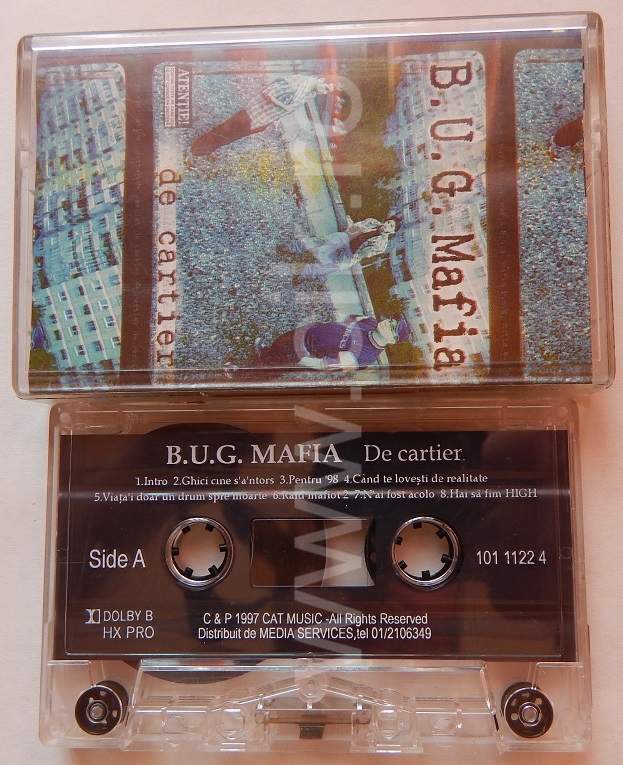 B.U.G. Mafia
de cartier
ATENTIE!
B.U.G. MAFIA De cartier
1.Intro 2.Ghici cine s'a'ntors 3.Pentru '98 4.Când te lovești de realitate
5.Viața'i doar un drum spre moarte 6.Raid mafiot 2 7.N'ai fost acolo 8.Hai să fim HIGH
Side A
101 1122 4
DOLBY B
HX PRO
C & P 1997 CAT MUSIC -All Rights Reserved
Distribuit de MEDIA SERVICES,tel 01/2106349